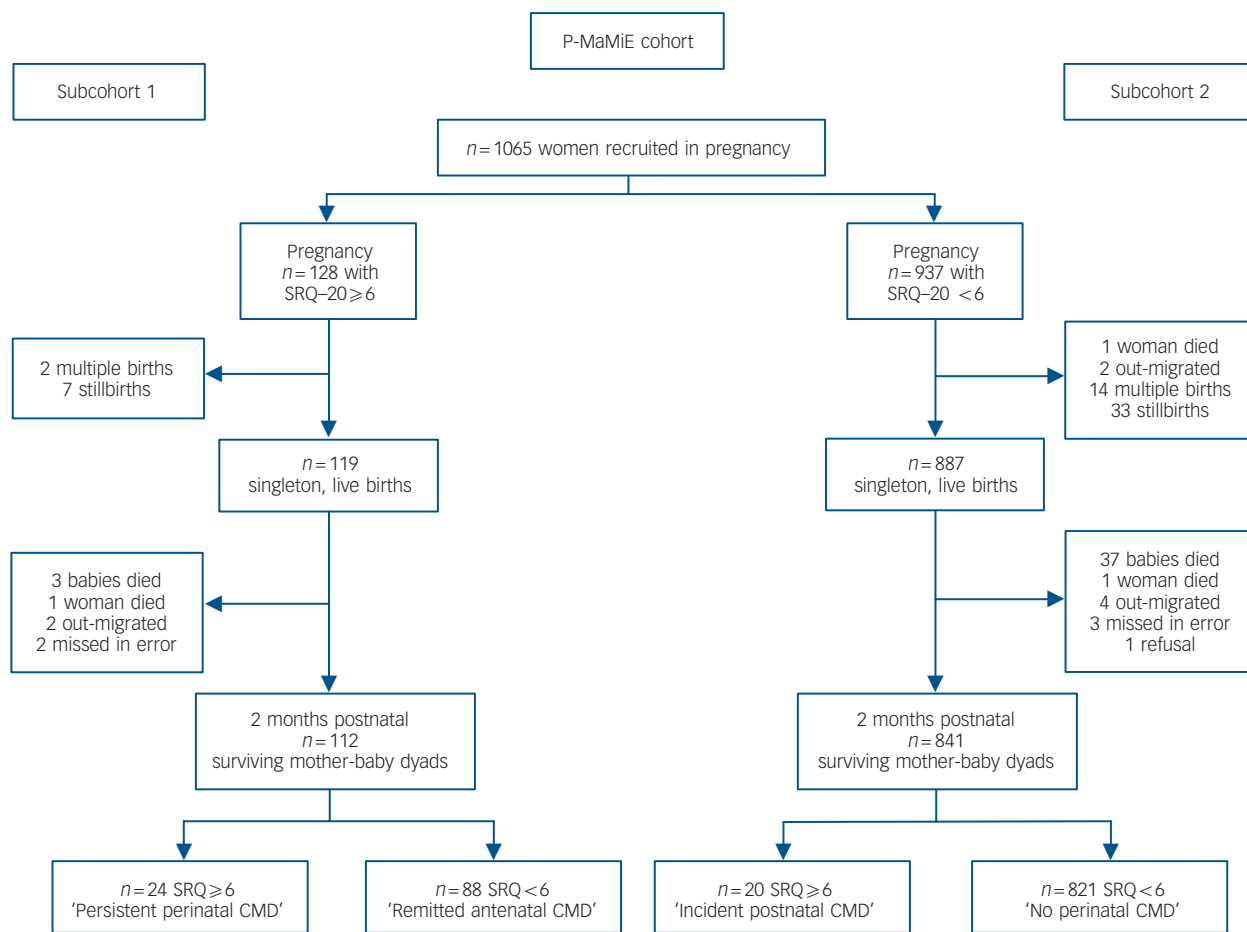 P-MaMiE cohort
Subcohort 1
Subcohort 2
n=1065 women recruited in pregnancy
Pregnancy
n=128 with
SRQ–20⩾6
Pregnancy
n=937 with
SRQ-20 <6
2 multiple births
7 stillbirths
1 woman died
2 out-migrated
14 multiple births
33 stillbirths
n=119
singleton, live births
n=887
singleton, live births
3 babies died
1 woman died
2 out-migrated
2 missed in error
37 babies died
1 woman died
4 out-migrated
3 missed in error
1 refusal
2 months postnatal
n=112
surviving mother-baby dyads
2 months postnatal
n=841
surviving mother-baby dyads
n=24 SRQ⩾6
‘Persistent perinatal CMD’
n=88 SRQ<6
‘Remitted antenatal CMD’
n=20 SRQ⩾6
‘Incident postnatal CMD’
n=821 SRQ<6
‘No perinatal CMD’